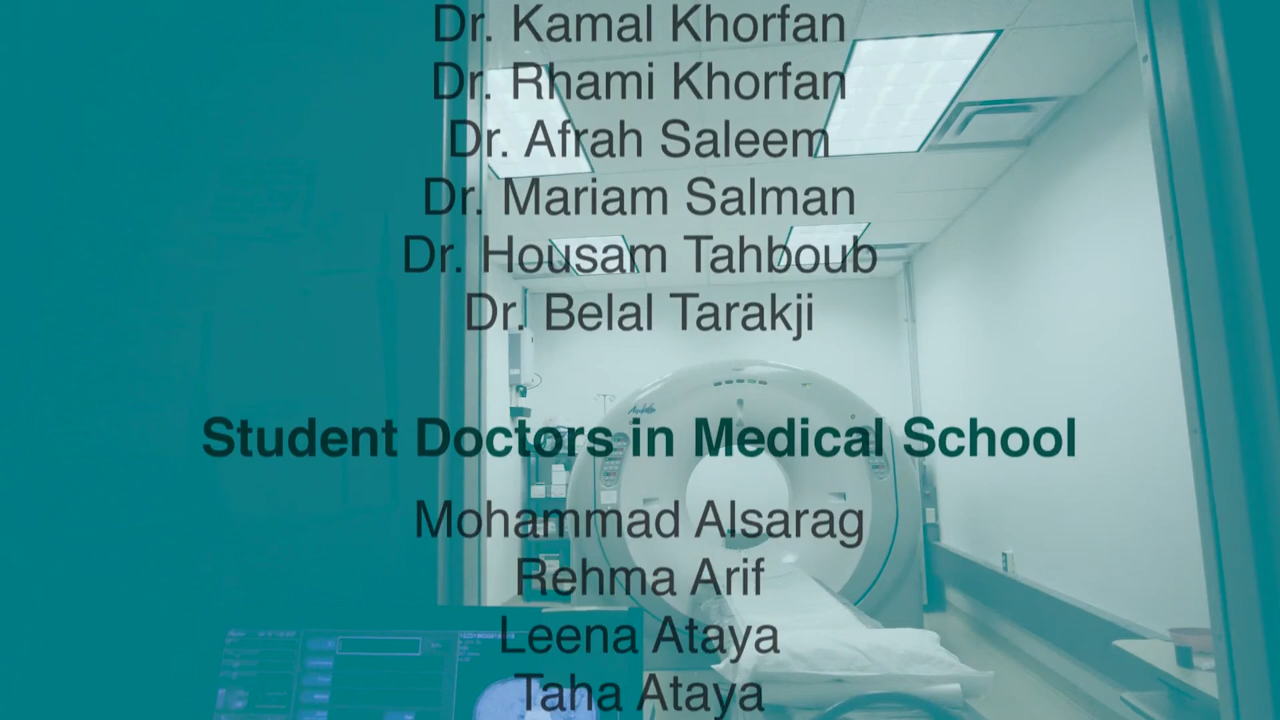 Dr. Kamal Khorfan
Dr. Rhami Khorfan
Dr. Afrah Saleem
Dr. Mariam Salman
Dr. Housam Tahboub
Dr. Belal Tarakji
Student Doctors in Medical School
Mohammad Alsarag
Rehma Arif
Leena Ataya
Taha Ataya